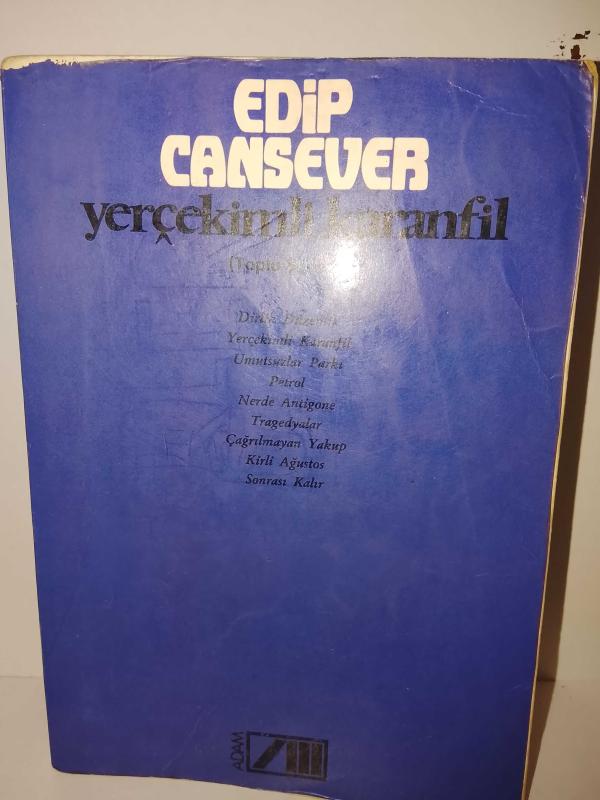 EDİP
CANSEVER
yerçekimli karanfil
(Toplu
Dirlik Düzenlik
Yerçekimli Karanfil
Umutsuzlar Parkı
Petrol
Nerde Antigone
Tragedyalar
Çağrılmayan Yakup
Kirli Ağustos
Sonrası Kalır
ADAM